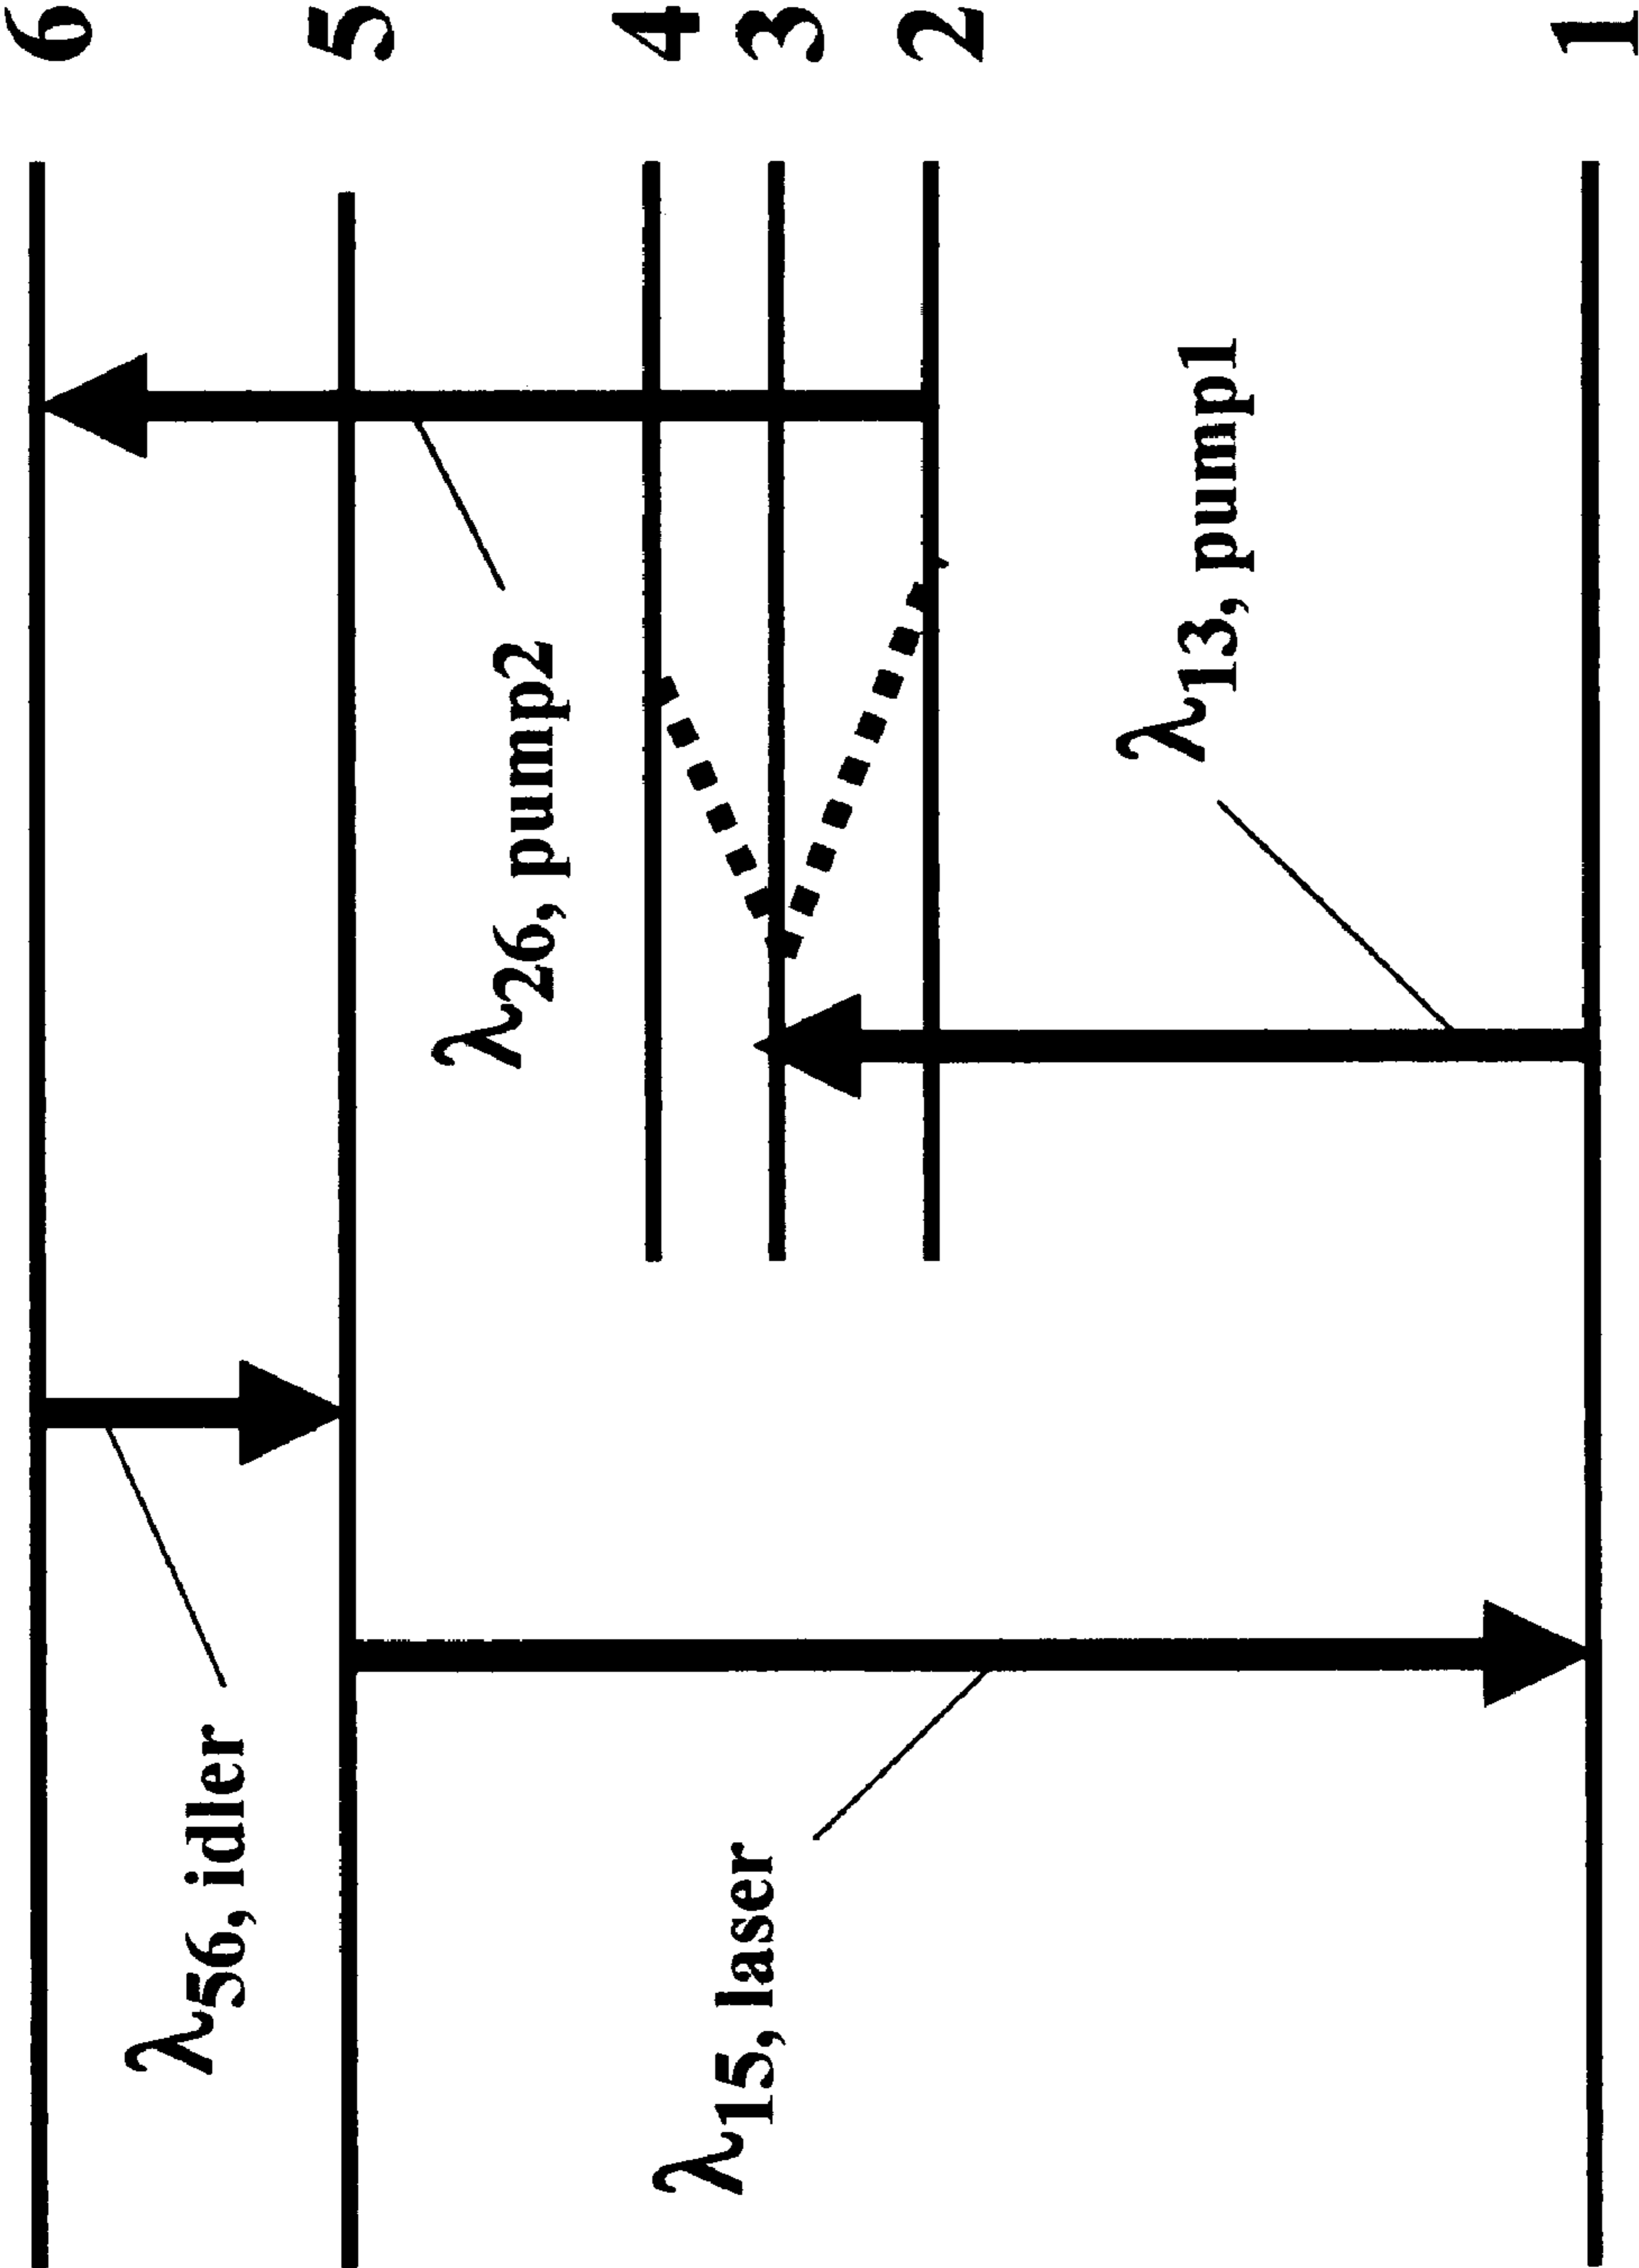 6
5
4
3
2
1
λ56, idler
λ15, laser
λ26, pump2
λ13, pump1